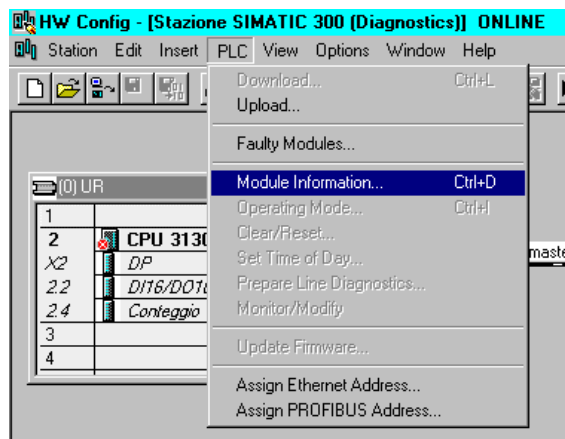 HW Config - [Stazione SIMATIC 300 (Diagnostics)] ONLINE
Station Edit Insert PLC View Options Window Help
Download... Ctrl+L
Upload...
Faulty Modules...
(0) UR
Module Information... Ctrl+D
1
Operating Mode... Ctrl+I
2 CPU 313C
Clear/Reset...
X2 DP
Set Time of Day...
2.2 DI16/DO16
Prepare Line Diagnostics...
2.4 Conteggio
Monitor/Modify
3
Update Firmware...
4
Assign Ethernet Address...
Assign PROFIBUS Address...